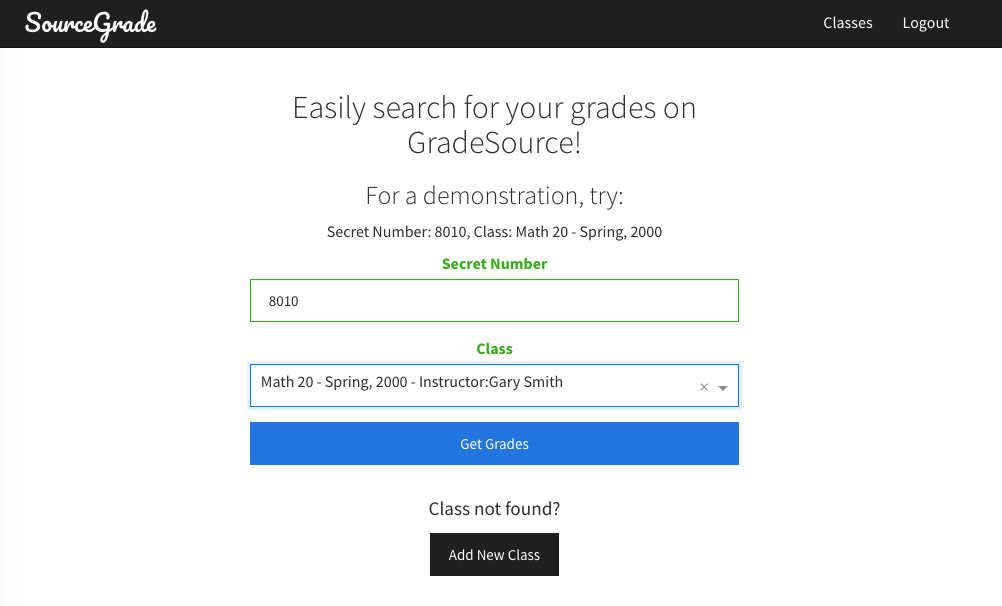 SourceGrade
Classes
Logout
Easily search for your grades on
GradeSource!
For a demonstration, try:
Secret Number: 8010, Class: Math 20 - Spring, 2000
Secret Number
8010
Class
Math 20 - Spring, 2000 - Instructor:Gary Smith
×
Get Grades
Class not found?
Add New Class